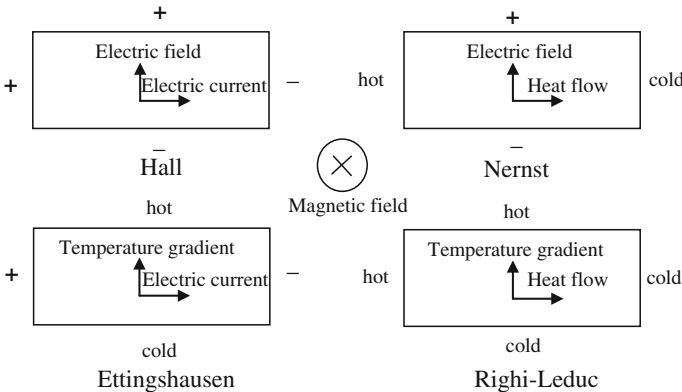 +
Electric field
+
Electric current
−
−
Hall
+
Electric field
hot
Heat flow
cold
−
Nernst
Magnetic field
hot
Temperature gradient
+
Electric current
−
cold
Ettingshausen
hot
Temperature gradient
hot
Heat flow
cold
cold
Righi-Leduc